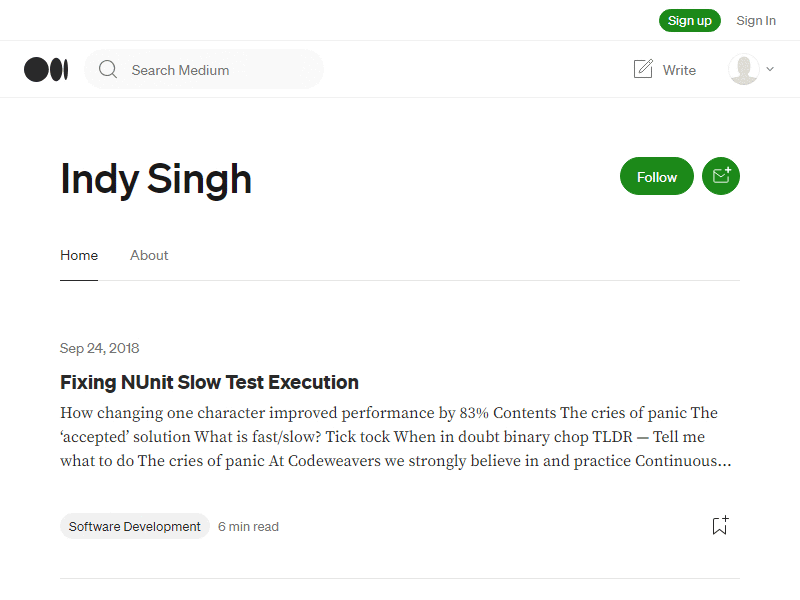 Sign up Sign In
Search Medium Write
Indy Singh
Follow
Home About
Sep 24, 2018
Fixing NUnit Slow Test Execution
How changing one character improved performance by 83% Contents The cries of panic The
‘accepted’ solution What is fast/slow? Tick tock When in doubt binary chop TLDR — Tell me
what to do The cries of panic At Codeweavers we strongly believe in and practice Continuous…
Software Development 6 min read